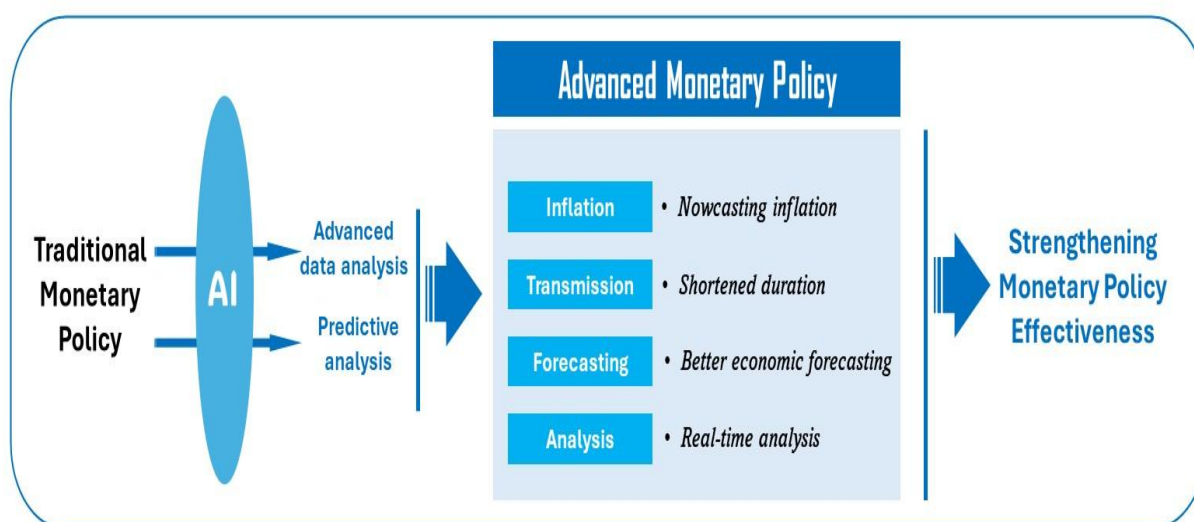 Advanced Monetary Policy
Traditional
Monetary
Policy
AI
Advanced
data analysis
Predictive
analysis
Inflation • Nowcasting inflation
Transmission • Shortened duration
Forecasting • Better economic forecasting
Analysis • Real-time analysis
Strengthening
Monetary Policy
Effectiveness